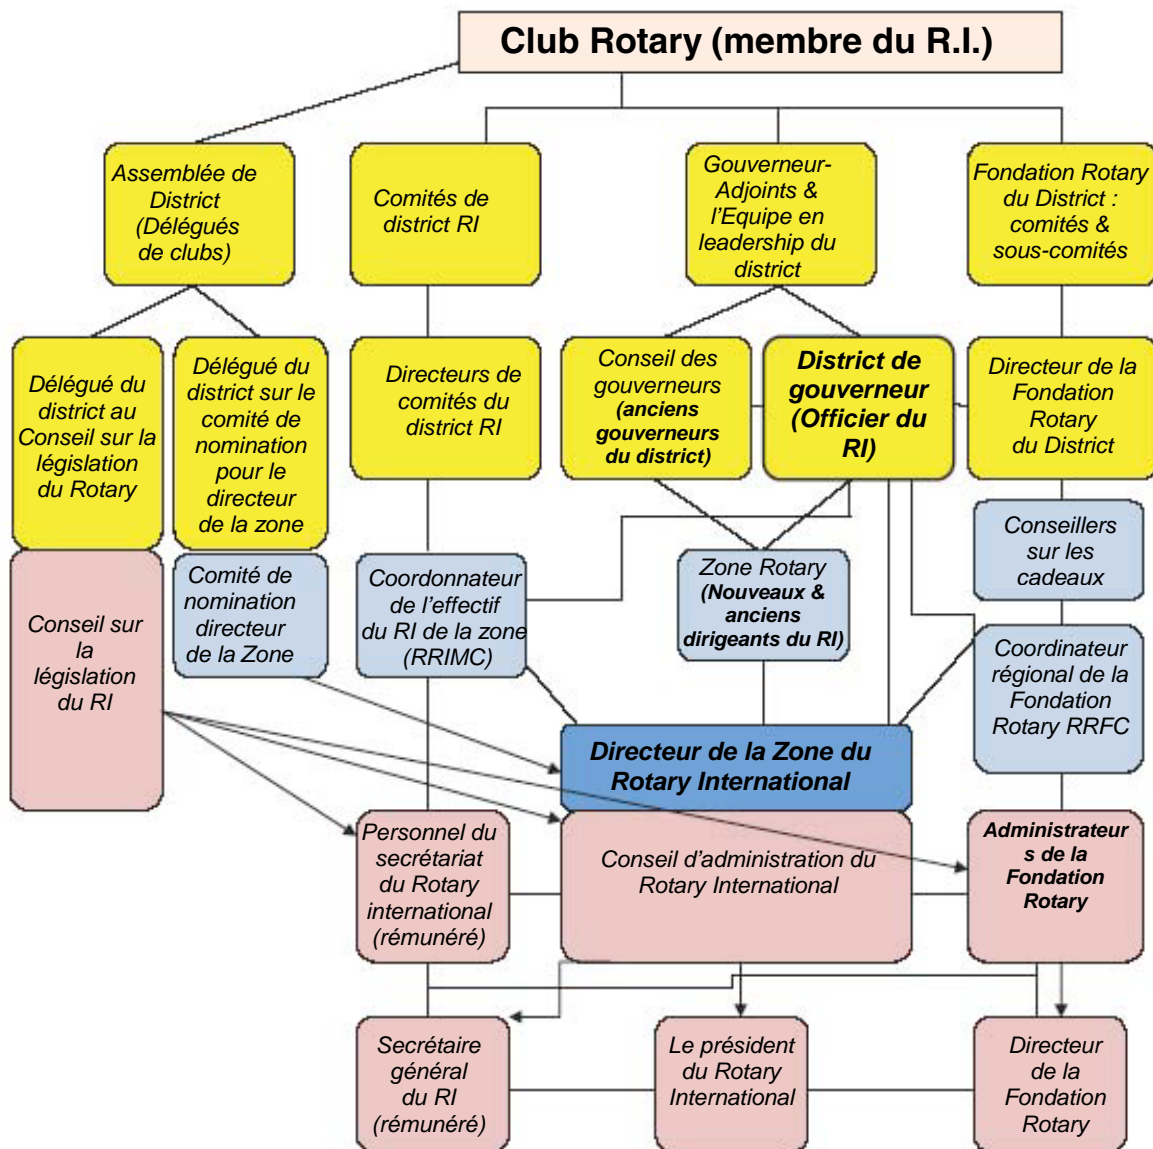 Club Rotary (membre du R.I.)
Assemblée de
District
(Délégués
de clubs)
Comités de
district RI
Gouverneur-
Adjoints &
l'Equipe en
leadership du
district
Fondation Rotary
du District :
comités &
sous-comités
Délégué du
district au
Conseil sur la
législation
du Rotary
Délégué du
district sur le
comité de
nomination
pour le
directeur
de la zone
Directeurs de
comités du
district RI
Conseil des
gouverneurs
(anciens
gouverneurs
du district)
District de
gouverneur
(Officier du
RI)
Directeur de la
Fondation
Rotary
du District
Conseil sur
la
législation
du RI
Comité de
nomination
directeur
de la Zone
Coordonnateur
de l'effectif
du RI de la zone
(RRIMC)
Zone Rotary
(Nouveaux &
anciens
dirigeants du RI)
Conseillers
sur les
cadeaux
Coordinateur
régional de la
Fondation
Rotary RRFC
Directeur de la Zone du
Rotary International
Personnel du
secrétariat
du Rotary
international
(rémunéré)
Conseil d'administration du
Rotary International
Administrateur
s de la
Fondation
Rotary
Secrétaire
général
du RI
(rémunéré)
Le président
du Rotary
International
Directeur
de la
Fondation
Rotary